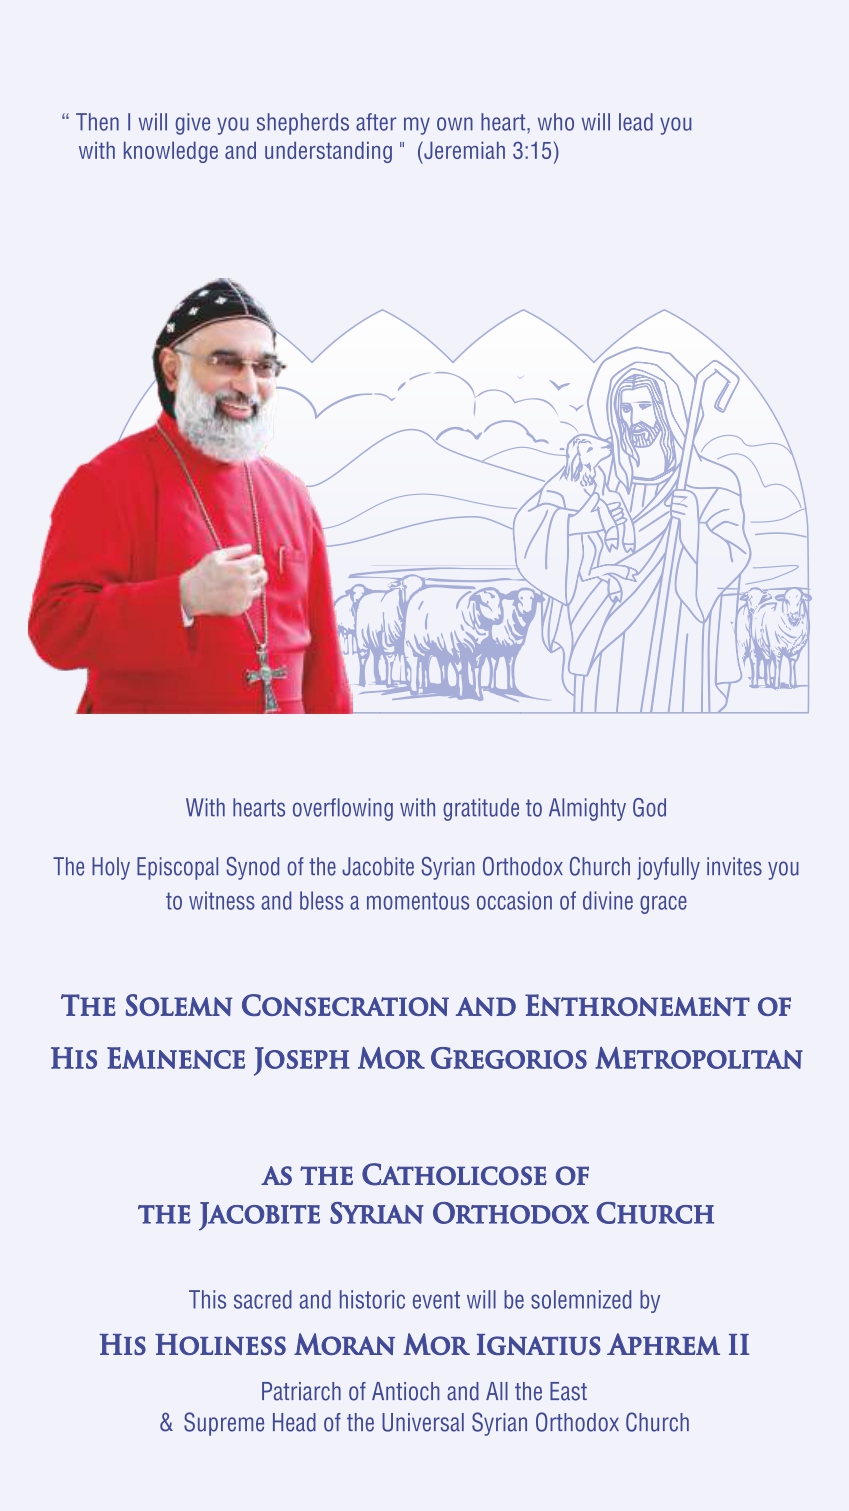 “ Then I will give you shepherds after my own heart, who will lead you
with knowledge and understanding " (Jeremiah 3:15)
With hearts overflowing with gratitude to Almighty God
The Holy Episcopal Synod of the Jacobite Syrian Orthodox Church joyfully invites you
to witness and bless a momentous occasion of divine grace
The Solemn Consecration and Enthronement of
His Eminence Joseph Mor Gregorios Metropolitan
as the Catholicose of
the Jacobite Syrian Orthodox Church
This sacred and historic event will be solemnized by
His Holiness Moran Mor Ignatius Aphrem II
Patriarch of Antioch and All the East
& Supreme Head of the Universal Syrian Orthodox Church